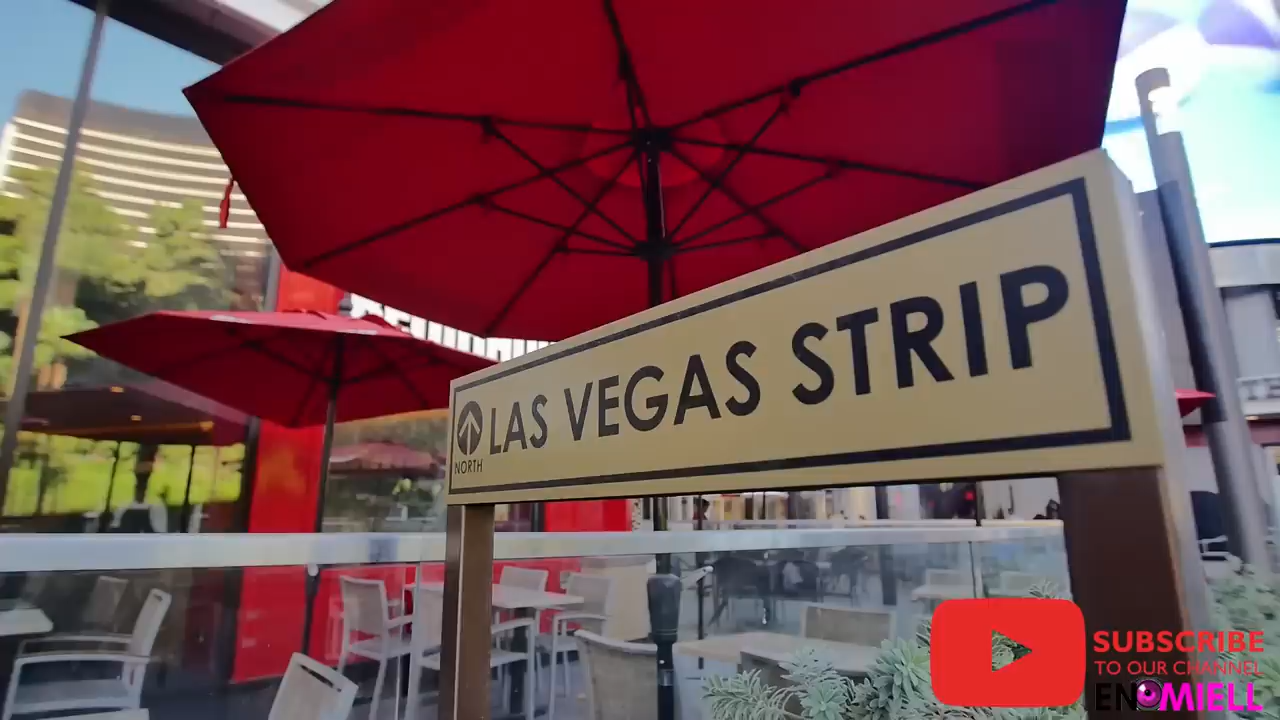 LAS VEGAS STRIP
NORTH
SUBSCRIBE
TO OUR CHANNEL
ENOMIELL